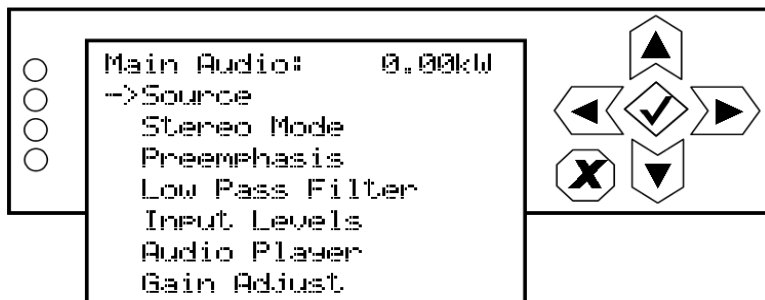 Main Audio: 0.00kW
->Source
Stereo Mode
Preemphasis
Low Pass Filter
Input Levels
Audio Player
Gain Adjust
X